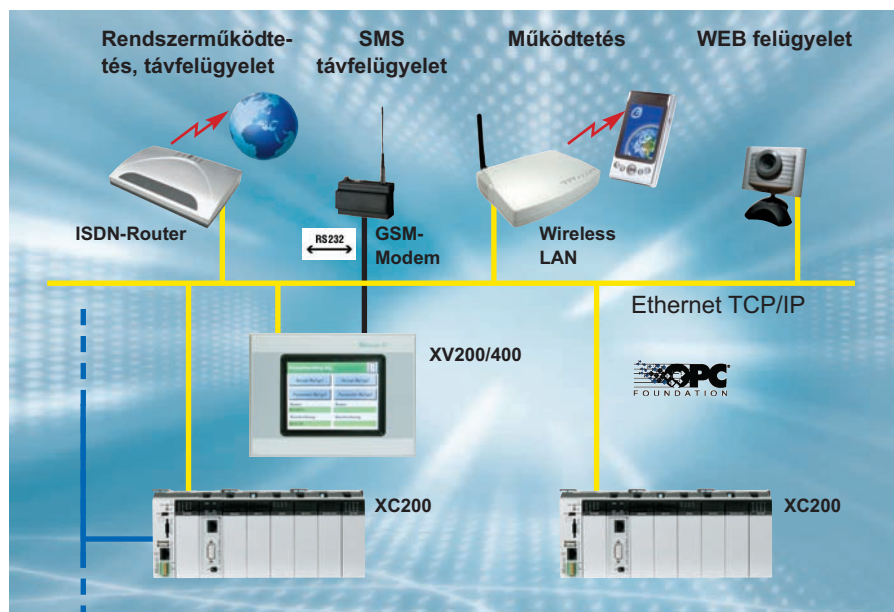 Rendszerműködte-
tés, távfelügyelet
SMS
távfelügyelet
Működtetés
WEB felügyelet
ISDN-Router
RS232
GSM-
Modem
Wireless
LAN
Ethernet TCP/IP
XV200/400
OPC
FOUNDATION
XC200
XC200